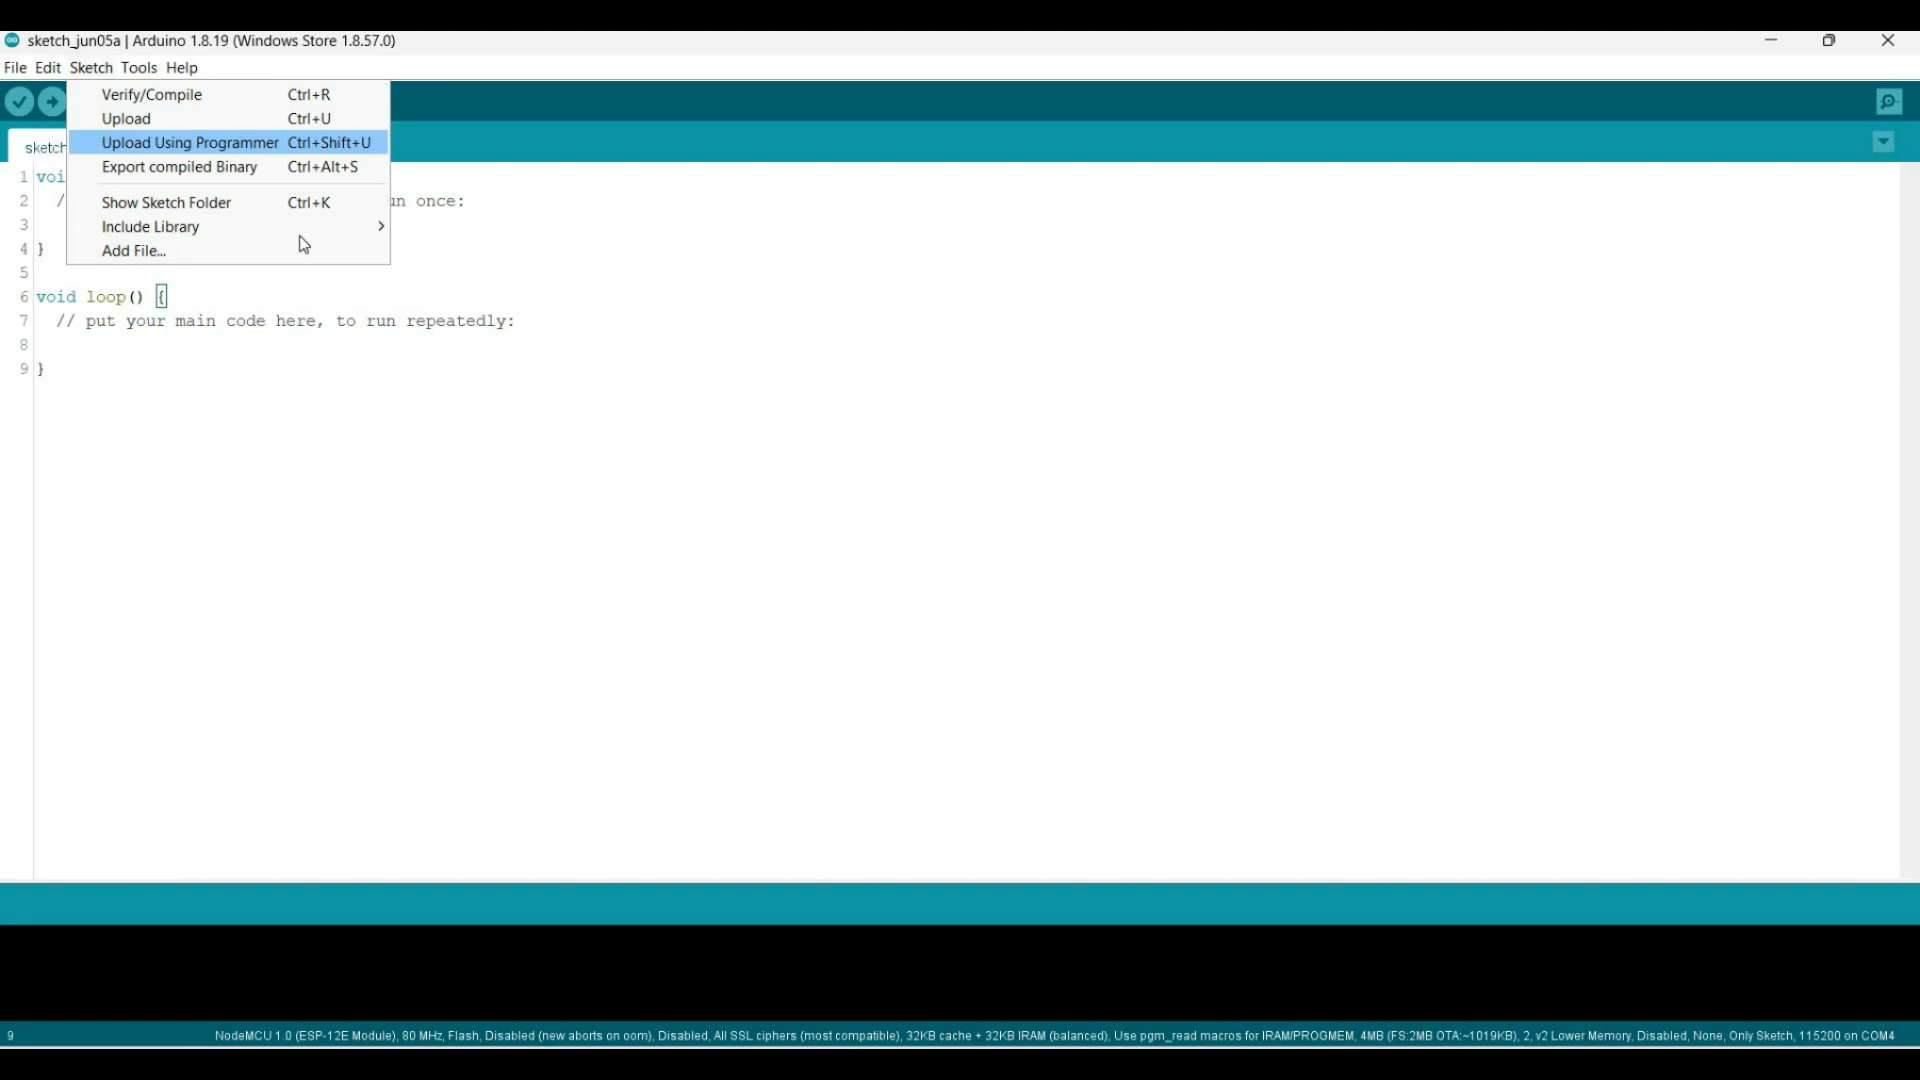 sketch_jun05a | Arduino 1.8.19 (Windows Store 1.8.57.0)
File Edit Sketch Tools Help
Verify/Compile Ctrl+R
Upload Ctrl+U
Upload Using Programmer Ctrl+Shift+U
Export compiled Binary Ctrl+Alt+S
Show Sketch Folder Ctrl+K
Include Library
Add File...
sketch
1 voi
2 / un once:
3
4 }
5
6 void loop() {
7 // put your main code here, to run repeatedly:
8
9 }
9 NodeMCU 1.0 (ESP-12E Module), 80 MHz, Flash, Disabled (new aborts on oom), Disabled, All SSL ciphers (most compatible), 32KB cache + 32KB IRAM (balanced), Use pgm_read macros for IRAM/PROGMEM, 4MB (FS:2MB OTA:~1019KB), 2, v2 Lower Memory, Disabled, None, Only Sketch, 115200 on COM4